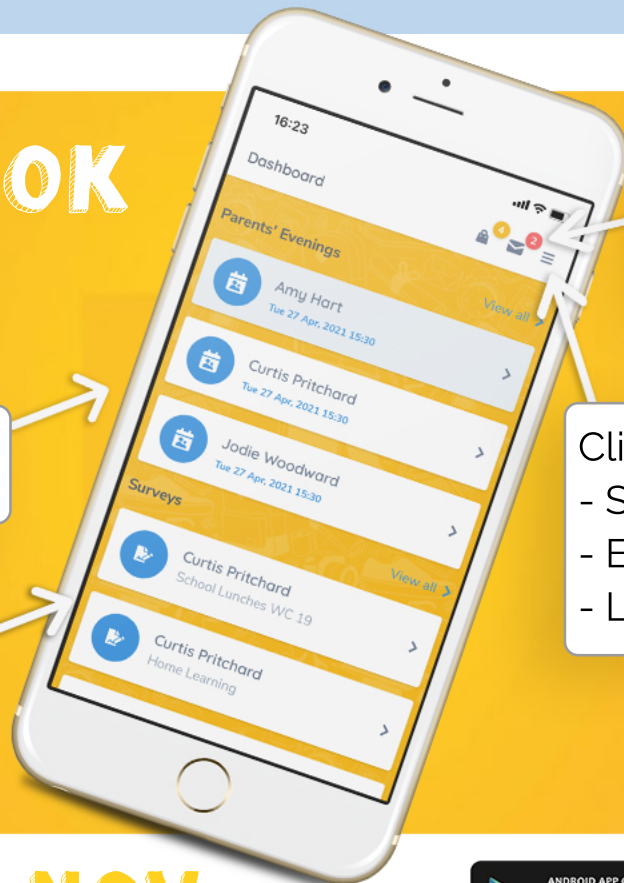 OK
16:23
Dashboard
4
2
Parents' Evenings
View all
Amy Hart
Tue 27 Apr, 2021 15:30
Curtis Pritchard
Tue 27 Apr, 2021 15:30
Jodie Woodward
Tue 27 Apr, 2021 15:30
Surveys
View all
Curtis Pritchard
School Lunches WC 19
Curtis Pritchard
Home Learning
Cli
- S
- E
- L
ANDROID APP